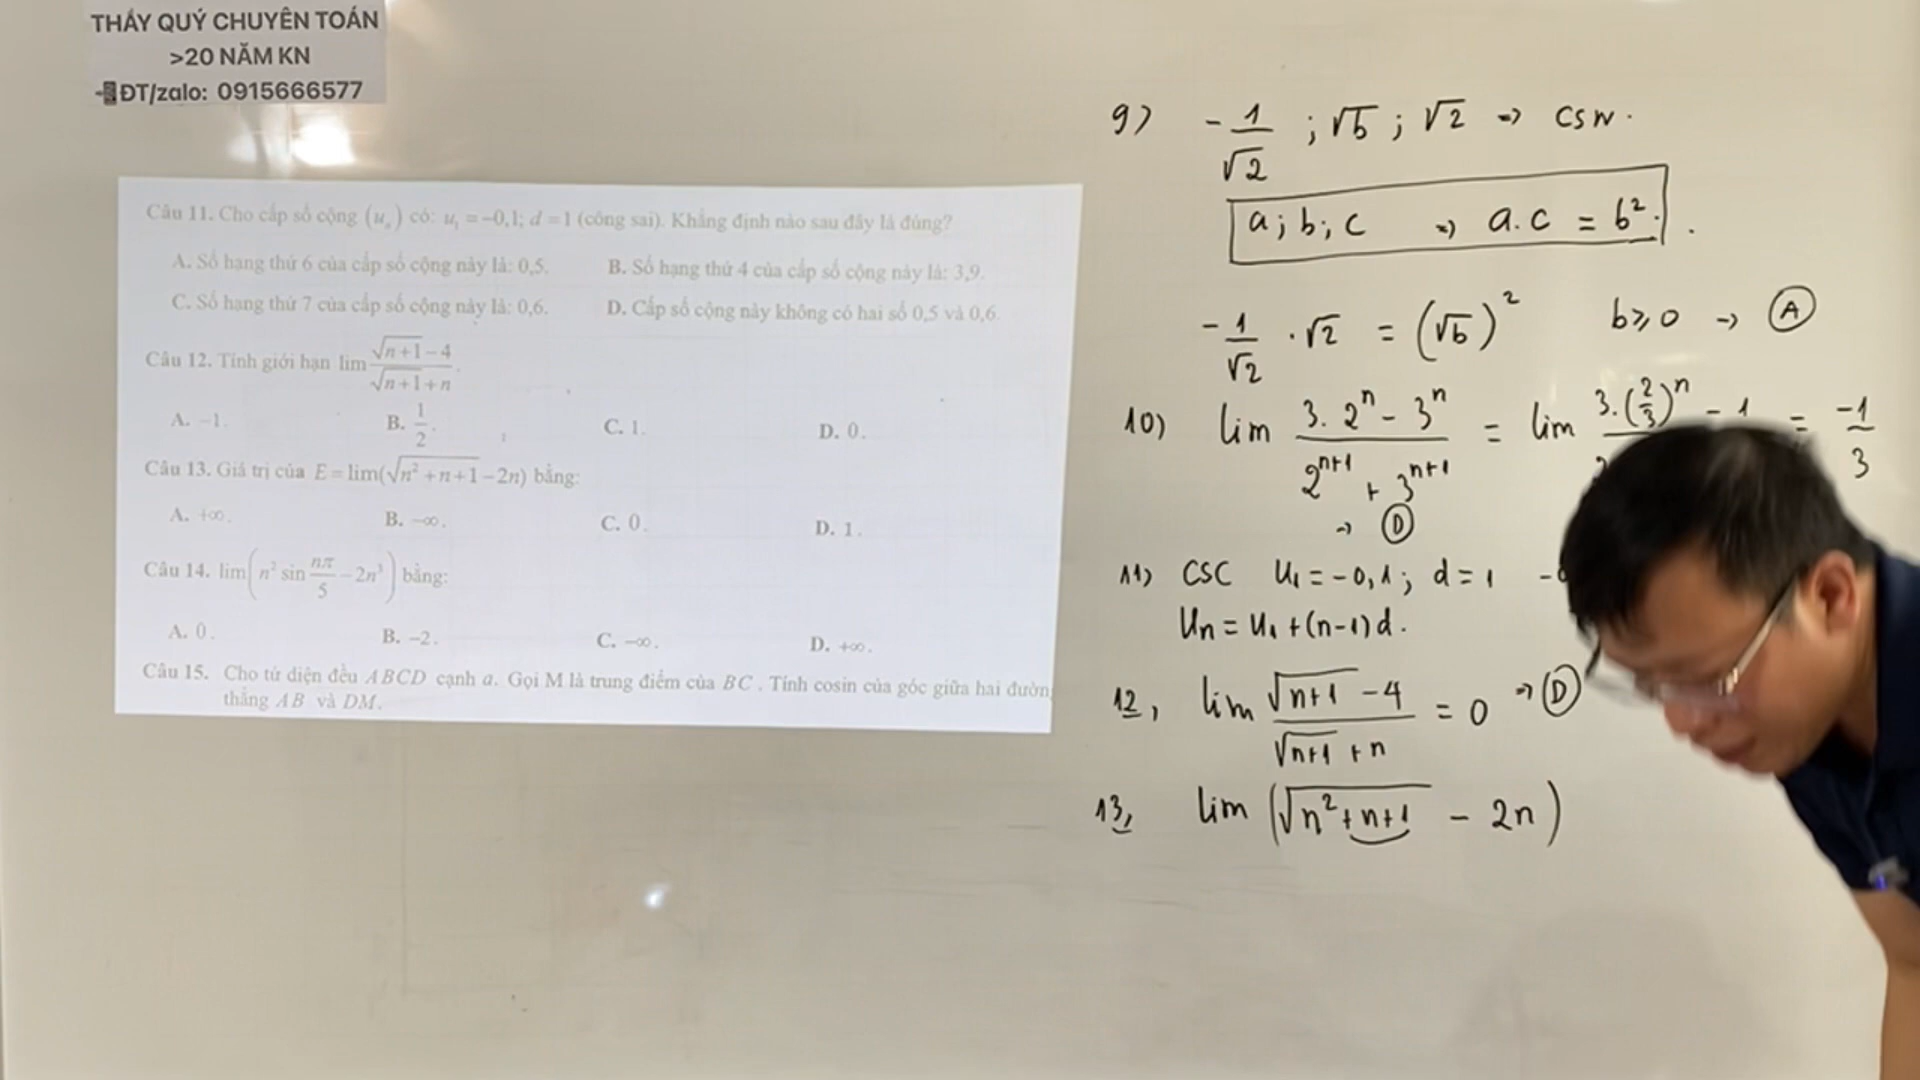 THẦY QUÝ CHUYÊN TOÁN
>20 NĂM KN
ĐT/zalo: 0915666577
Câu 11. Cho cấp số cộng (uₙ) có: u₁ = −0,1; d = 1 (công sai). Khẳng định nào sau đây là đúng?
A. Số hạng thứ 6 của cấp số cộng này là: 0,5. B. Số hạng thứ 4 của cấp số cộng này là: 3,9.
C. Số hạng thứ 7 của cấp số cộng này là: 0,6. D. Cấp số cộng này không có hai số 0,5 và 0,6.
Câu 12. Tính giới hạn lim (√(n+1) − 4)/(√(n+1) + n).
A. −1. B. 1/2. C. 1. D. 0.
Câu 13. Giá trị của E = lim(√(n² + n + 1) − 2n) bằng:
A. +∞. B. −∞. C. 0. D. 1.
Câu 14. lim(n² sin nπ/5 − 2n³) bằng:
A. 0. B. −2. C. −∞. D. +∞.
Câu 15. Cho tứ diện đều ABCD cạnh a. Gọi M là trung điểm của BC. Tính cosin của góc giữa hai đường
thẳng AB và DM.
9) −1/√2 ; √b ; √2 => CSN.
a; b; c => a.c = b².
−1/√2 . √2 = (√b)² b ≥ 0 -> A
10) lim (3.2ⁿ − 3ⁿ)/(2ⁿ⁺¹ + 3ⁿ⁺¹) = lim 3.(2/3)ⁿ − 1 = −1/3
-> D
11) CSC u₁ = −0,1; d = 1
Uₙ = U₁ + (n−1)d.
12, lim (√(n+1) − 4)/(√(n+1) + n) = 0 => D
13, lim (√(n² + n + 1) − 2n)